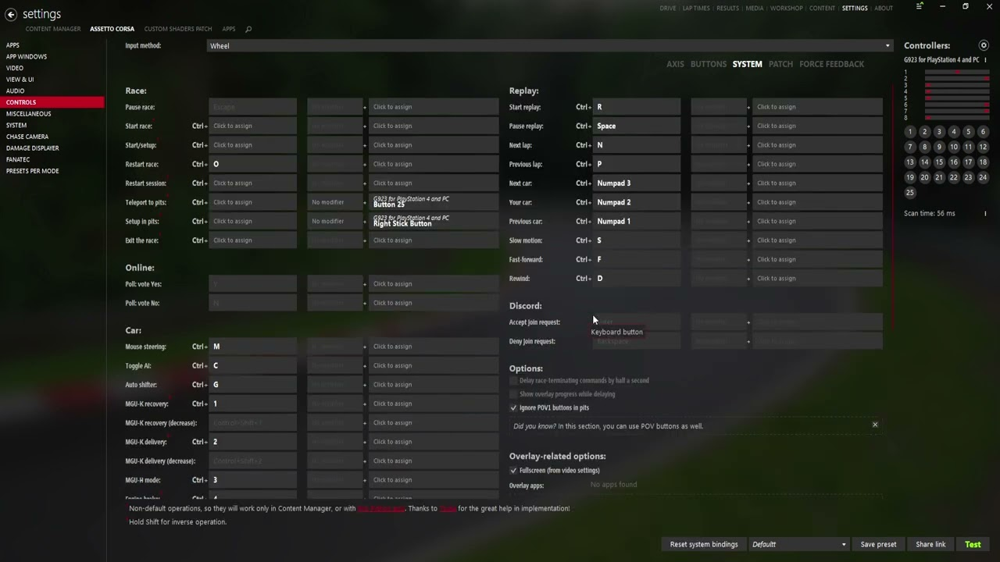 settings
DRIVE LAP TIMES RESULTS MEDIA WORKSHOP CONTENT SETTINGS ABOUT
CONTENT MANAGER ASSETTO CORSA CUSTOM SHADERS PATCH APPS
APPS
APP WINDOWS
VIDEO
VIEW & UI
AUDIO
CONTROLS
MISCELLANEOUS
SYSTEM
CHASE CAMERA
DAMAGE DISPLAYER
FANATEC
PRESETS PER MODE
Input method: Wheel
AXIS BUTTONS SYSTEM PATCH FORCE FEEDBACK
Race:
Pause race: Escape + Click to assign
Start race: Ctrl+ Click to assign + Click to assign
Start/setup: Ctrl+ Click to assign + Click to assign
Restart race: Ctrl+ O + Click to assign
Restart session: Ctrl+ Click to assign + Click to assign
Teleport to pits: Ctrl+ Click to assign No modifier + G923 for PlayStation 4 and PC
Button 25
Setup in pits: Ctrl+ Click to assign No modifier + G923 for PlayStation 4 and PC
Right Stick Button
Exit the race: Ctrl+ Click to assign + Click to assign
Online:
Poll: vote Yes: Y + Click to assign
Poll: vote No: N + Click to assign
Car:
Mouse steering: Ctrl+ M + Click to assign
Toggle AI: Ctrl+ C + Click to assign
Auto shifter: Ctrl+ G + Click to assign
MGU-K recovery: Ctrl+ 1 + Click to assign
MGU-K recovery (decrease): Control+Shift+1 + Click to assign
MGU-K delivery: Ctrl+ 2 + Click to assign
MGU-K delivery (decrease): Control+Shift+2 + Click to assign
MGU-H mode: Ctrl+ 3 + Click to assign
Engine brake: Ctrl+ 4 + Click to assign
Replay:
Start replay: Ctrl+ R + Click to assign
Pause replay: Ctrl+ Space + Click to assign
Next lap: Ctrl+ N + Click to assign
Previous lap: Ctrl+ P + Click to assign
Next car: Ctrl+ Numpad 3 + Click to assign
Your car: Ctrl+ Numpad 2 + Click to assign
Previous car: Ctrl+ Numpad 1 + Click to assign
Slow motion: Ctrl+ S + Click to assign
Fast-forward: Ctrl+ F + Click to assign
Rewind: Ctrl+ D + Click to assign
Discord:
Accept join request: +
Keyboard button
Deny join request: Backspace +
Options:
Delay race-terminating commands by half a second
Show overlay progress while delaying
Ignore POV1 buttons in pits
Did you know? In this section, you can use POV buttons as well.
Overlay-related options:
Fullscreen (from video settings)
Overlay apps: No apps found
Non-default operations, so they will work only in Content Manager, or with . Thanks to for the great help in implementation!
Hold Shift for inverse operation.
Reset system bindings Defaultt Save preset Share link Test
Controllers:
G923 for PlayStation 4 and PC
1
2
3
4
5
6
7
8
1 2 3 4 5 6
7 8 9 10 11 12
13 14 15 16 17 18
19 20 21 22 23 24
25
Scan time: 56 ms